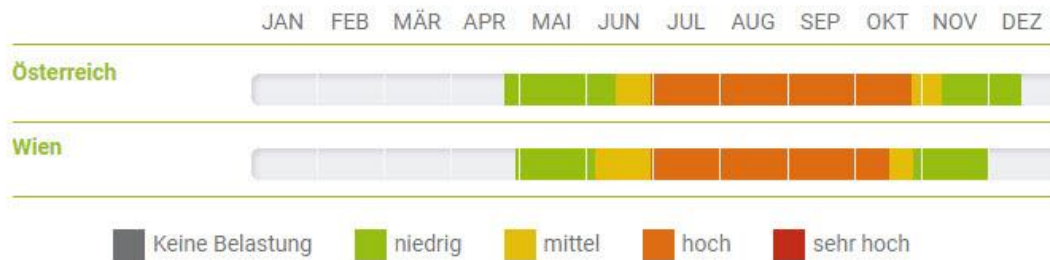 JAN FEB MÄR APR MAI JUN JUL AUG SEP OKT NOV DEZ
Österreich
Wien
Keine Belastung niedrig mittel hoch sehr hoch